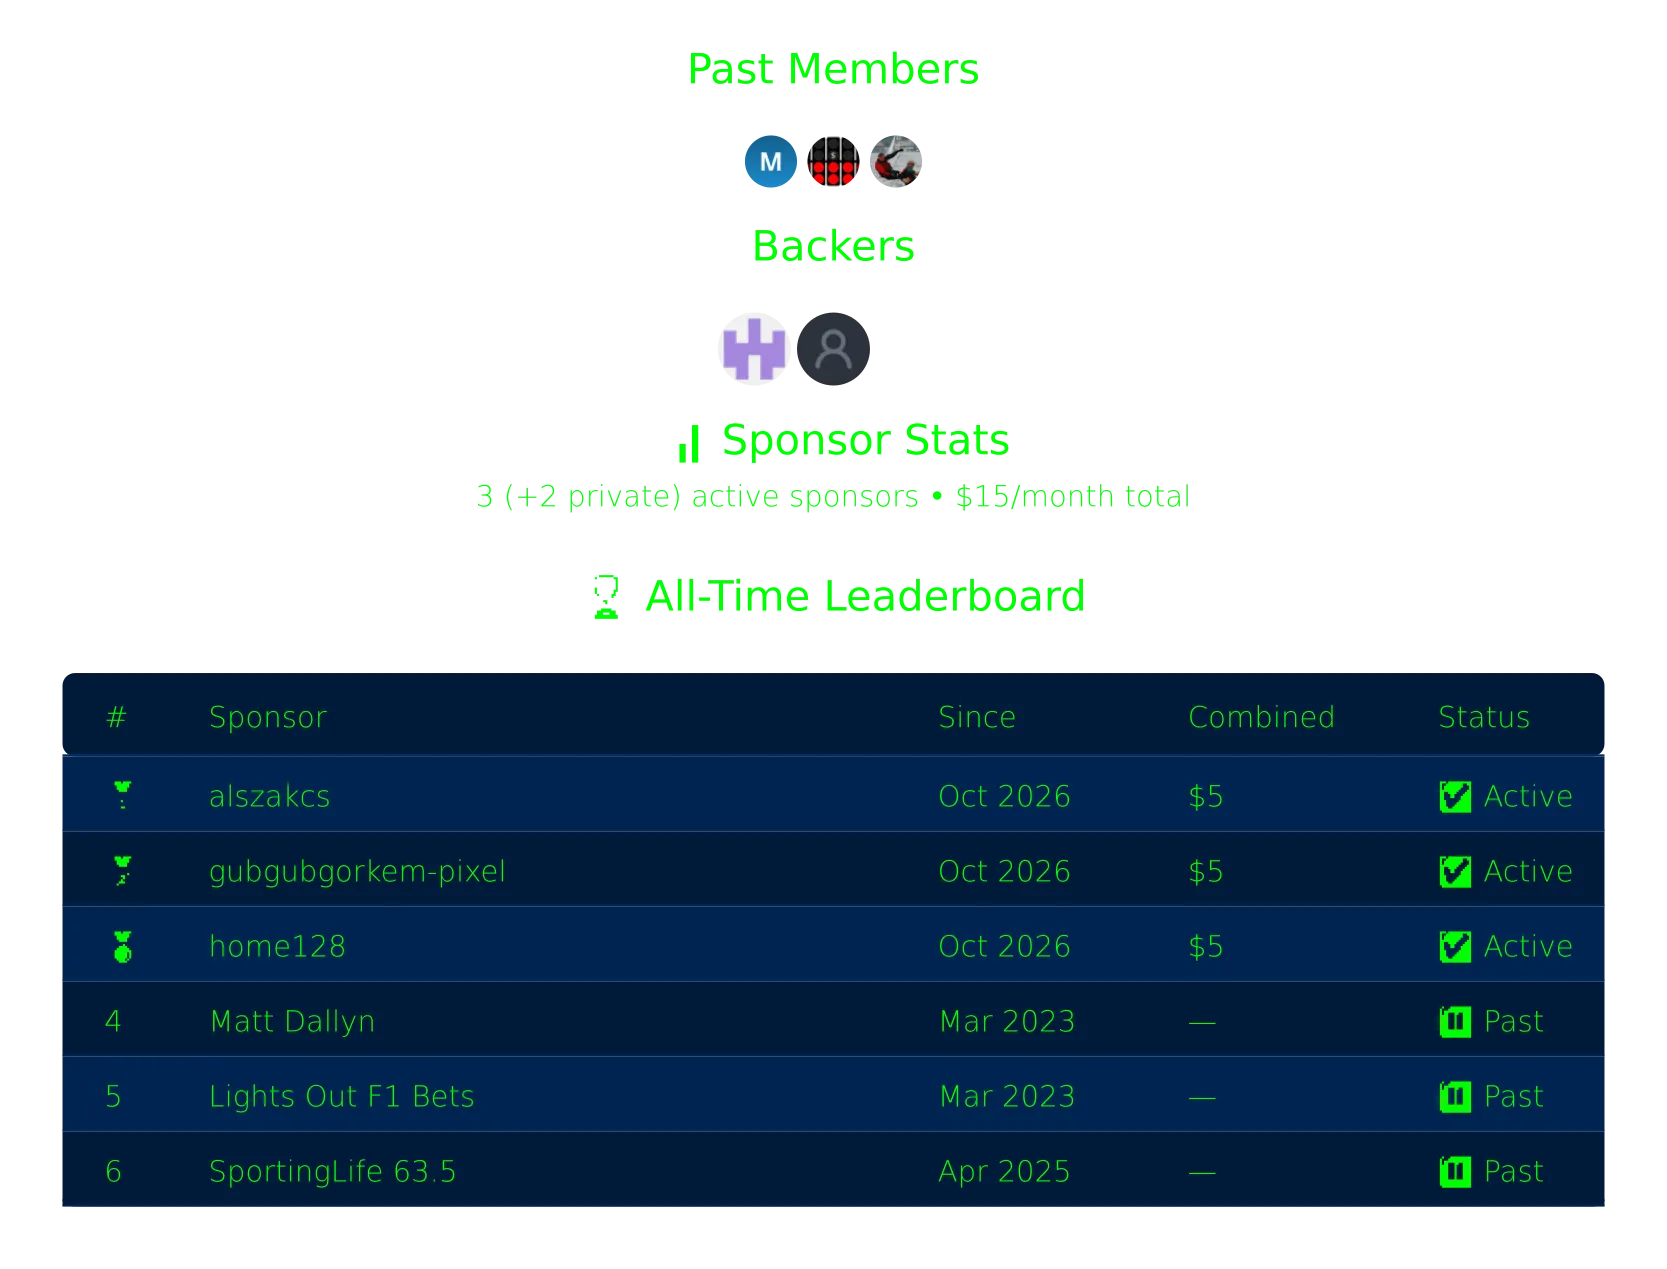 Past Members
M
Backers
Sponsor Stats
3 (+2 private) active sponsors • $15/month total
All-Time Leaderboard
# Sponsor Since Combined Status
alszakcs Oct 2026 $5 Active
gubgubgorkem-pixel Oct 2026 $5 Active
home128 Oct 2026 $5 Active
4 Matt Dallyn Mar 2023 — Past
5 Lights Out F1 Bets Mar 2023 — Past
6 SportingLife 63.5 Apr 2025 — Past